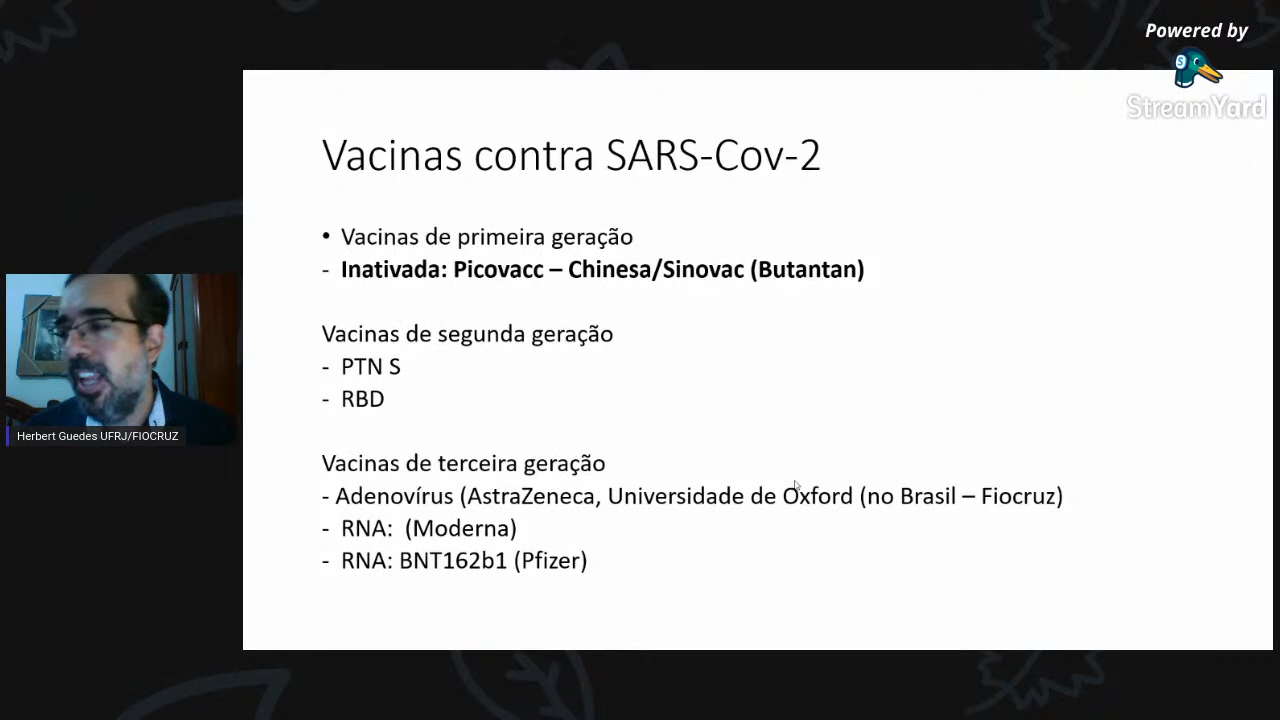 Powered by
StreamYard
Vacinas contra SARS-Cov-2
• Vacinas de primeira geração
- Inativada: Picovacc – Chinesa/Sinovac (Butantan)
Vacinas de segunda geração
- PTN S
- RBD
Vacinas de terceira geração
- Adenovírus (AstraZeneca, Universidade de Oxford (no Brasil – Fiocruz)
- RNA: (Moderna)
- RNA: BNT162b1 (Pfizer)
Herbert Guedes UFRJ/FIOCRUZ